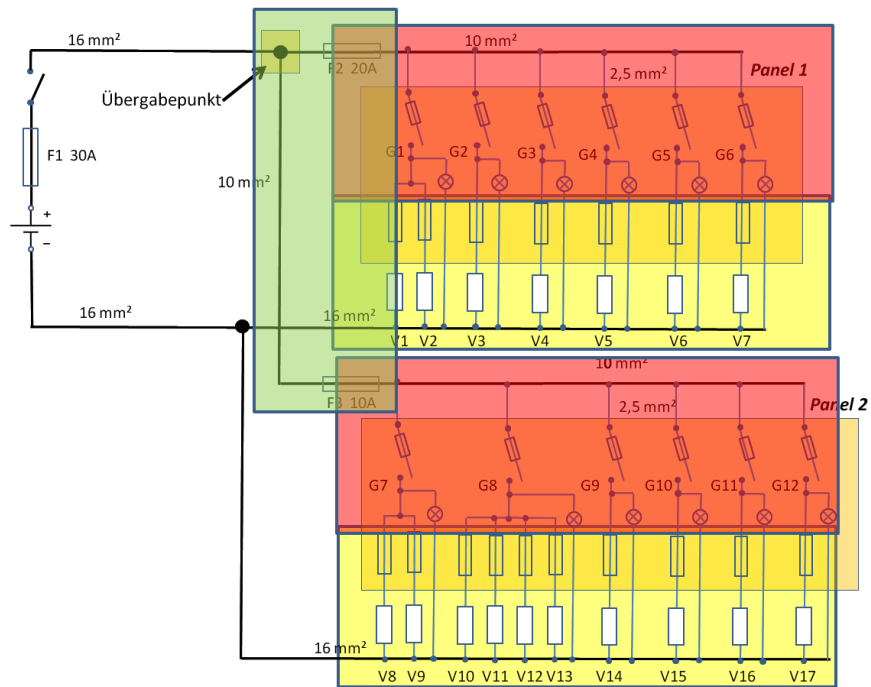 16 mm²
10 mm²
F2 20A
Panel 1
2,5 mm²
Übergabepunkt
F1 30A
G1 G2 G3 G4 G5 G6
10 mm²
+
–
16 mm²
16 mm²
V1 V2 V3 V4 V5 V6 V7
10 mm²
F3 10A
2,5 mm²
Panel 2
G7 G8 G9 G10 G11 G12
16 mm²
V8 V9 V10 V11 V12 V13 V14 V15 V16 V17